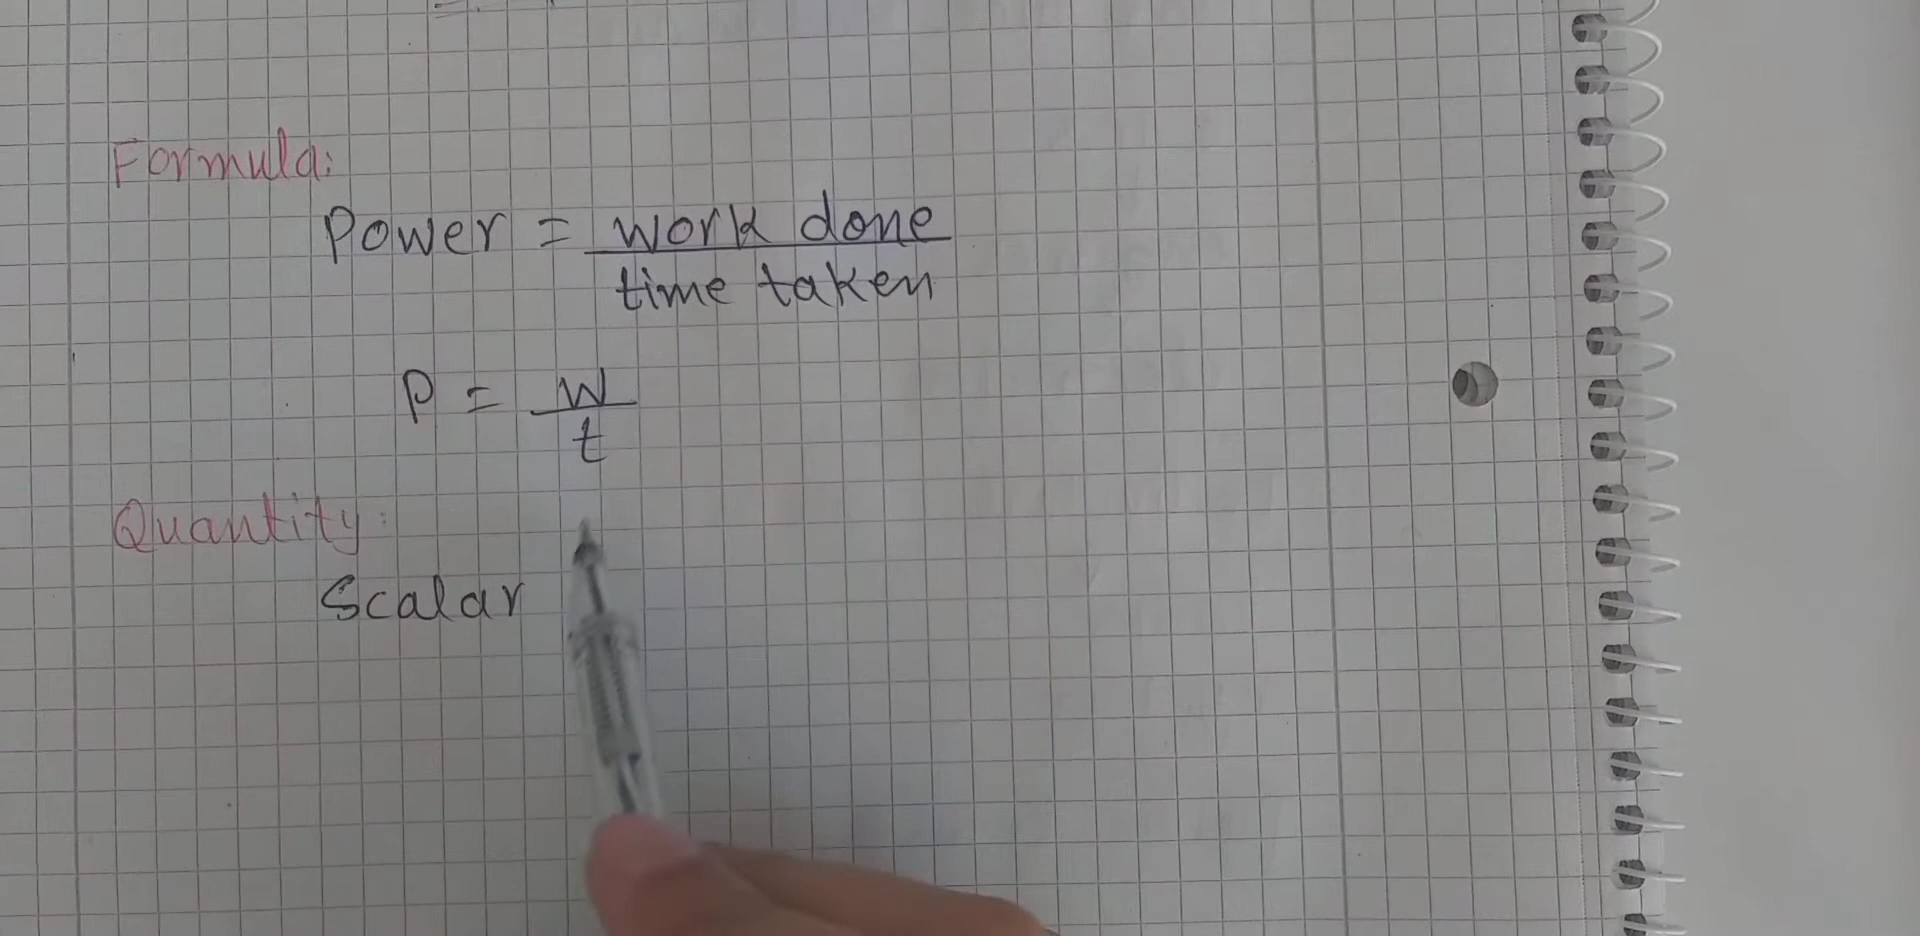 Formula:
Power = work done
time taken
P = W
t
Quantity:
Scalar